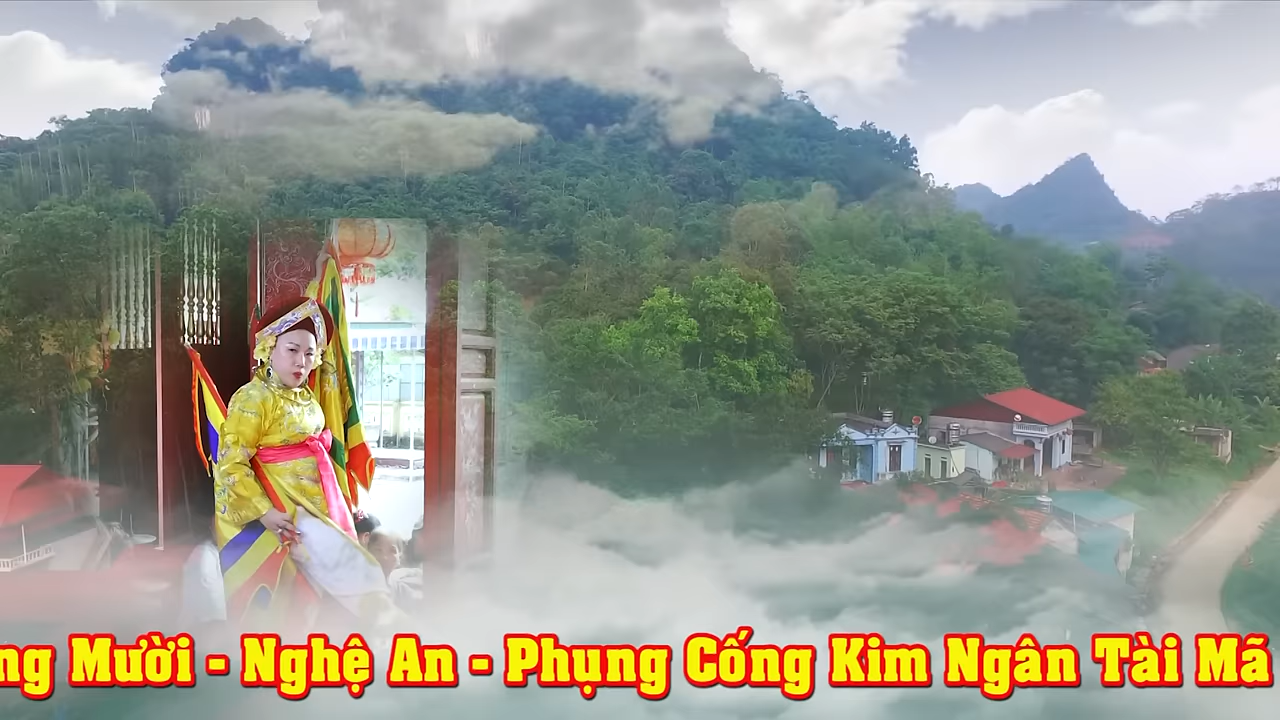 ng Mười - Nghệ An - Phụng Cống Kim Ngân Tài Mã